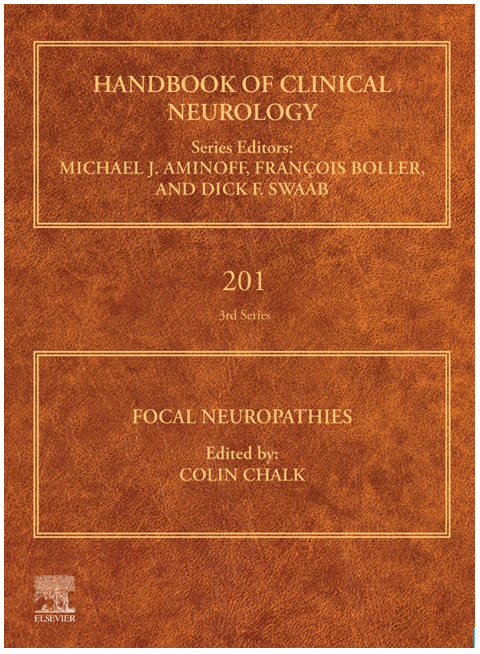 HANDBOOK OF CLINICAL
NEUROLOGY
Series Editors:
MICHAEL J. AMINOFF, FRANÇOIS BOLLER,
AND DICK F. SWAAB
201
3rd Series
FOCAL NEUROPATHIES
Edited by:
COLIN CHALK
ELSEVIER